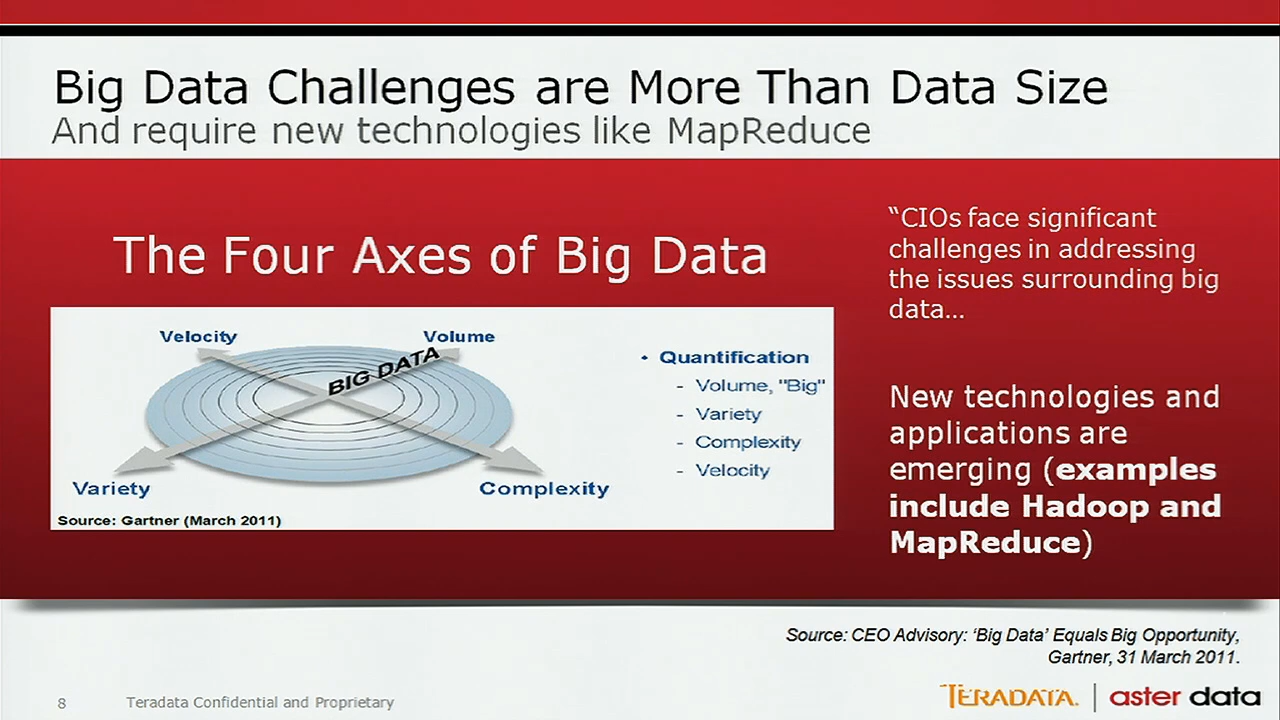 Big Data Challenges are More Than Data Size
And require new technologies like MapReduce
The Four Axes of Big Data
Velocity
Volume
BIG DATA
Variety
Complexity
Source: Gartner (March 2011)
• Quantification
- Volume, "Big"
- Variety
- Complexity
- Velocity
“CIOs face significant
challenges in addressing
the issues surrounding big
data...
New technologies and
applications are
emerging (examples
include Hadoop and
MapReduce)
Source: CEO Advisory: ‘Big Data’ Equals Big Opportunity,
Gartner, 31 March 2011.
8
Teradata Confidential and Proprietary
TERADATA. | aster data